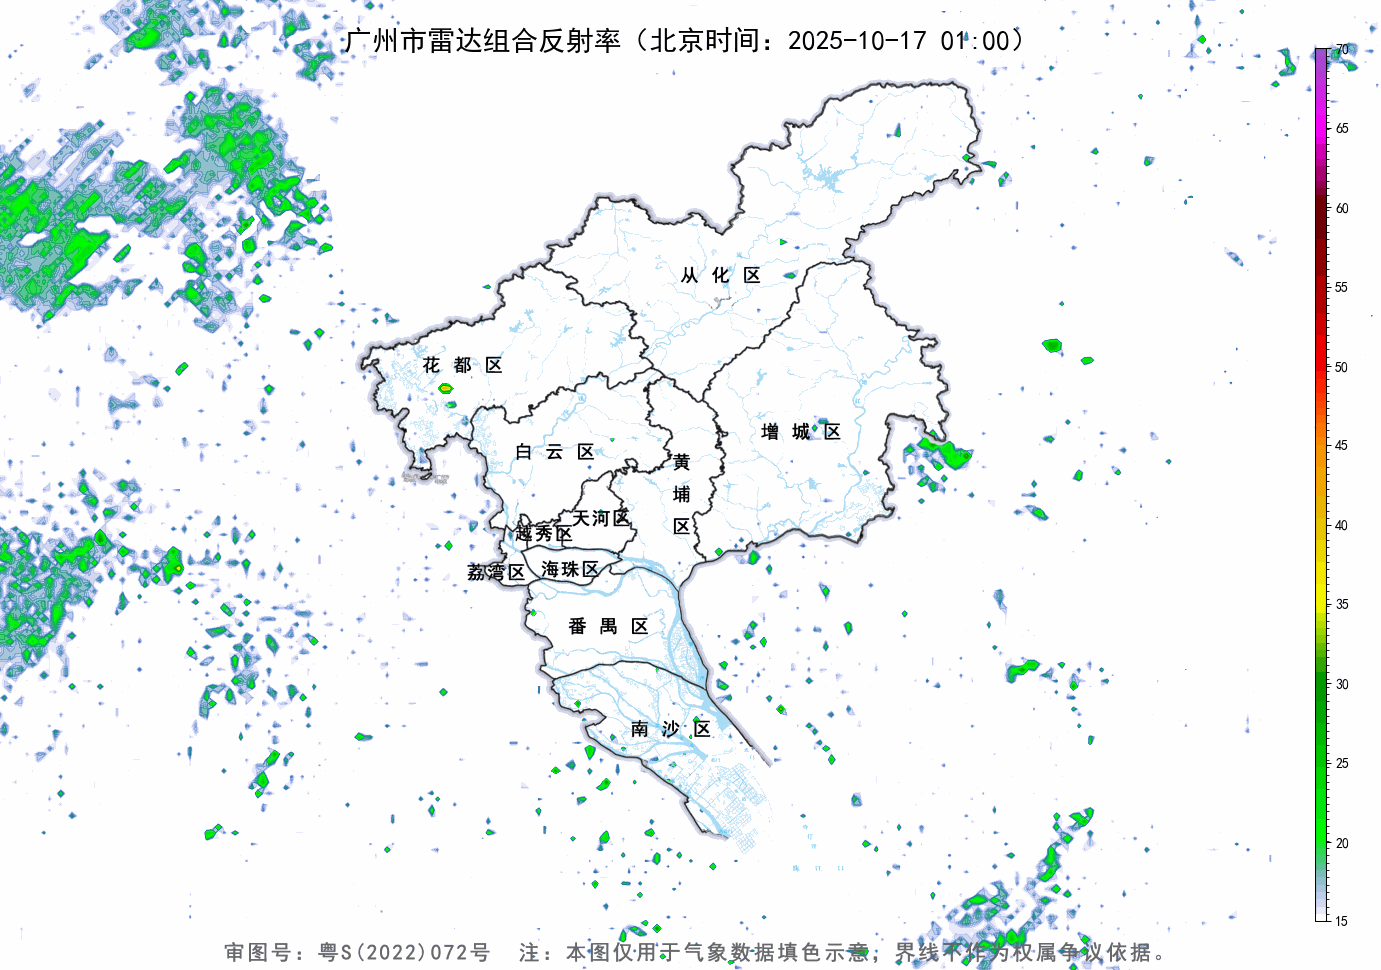 广州市雷达组合反射率（北京时间：2025-10-17 01:00）
70
65
60
55
50
45
40
35
30
25
20
15
从化区
花都区
增城区
白云区
黄埔区
天河区
越秀区
荔湾区
海珠区
番禺区
南沙区
审图号：粤S(2022)072号 注：本图仅用于气象数据填色示意，界线不作为权属争议依据。